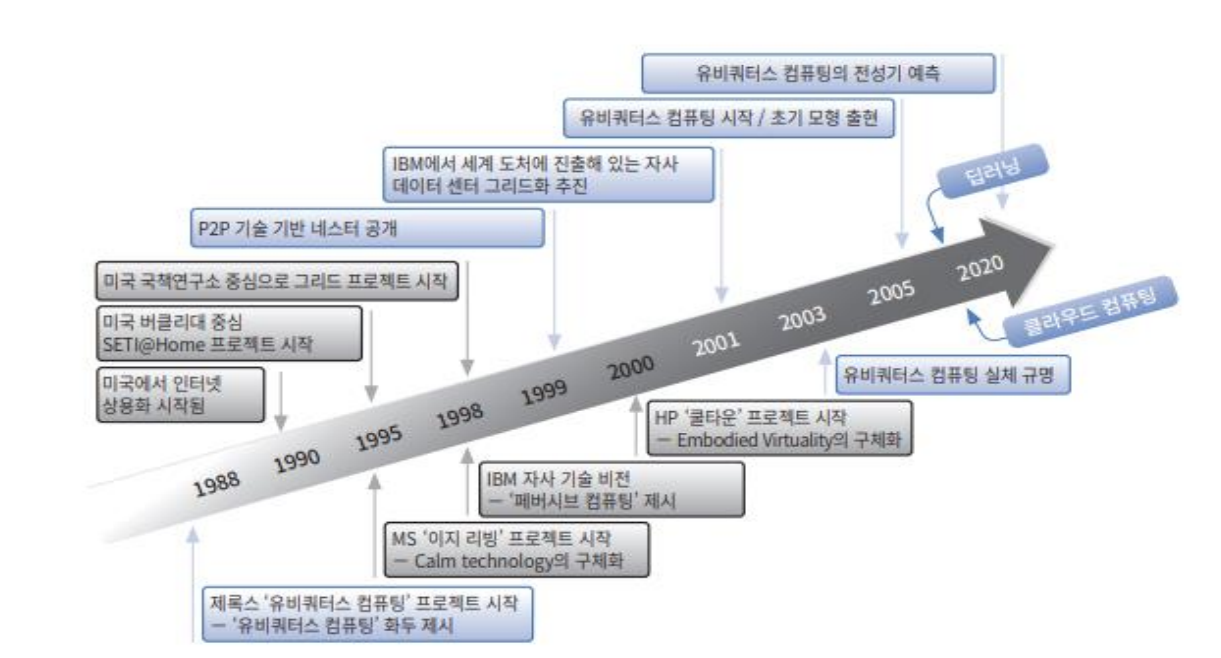 유비쿼터스 컴퓨팅의 전성기 예측
유비쿼터스 컴퓨팅 시작 / 초기 모형 출현
IBM에서 세계 도처에 진출해 있는 자사
데이터 센터 그리드화 추진
딥러닝
P2P 기술 기반 네스터 공개
미국 국책연구소 중심으로 그리드 프로젝트 시작
미국 버클리대 중심
SETI@Home 프로젝트 시작
미국에서 인터넷
상용화 시작됨
1988
1990
1995
1998
1999
2000
2001
2003
2005
2020
클라우드 컴퓨팅
유비쿼터스 컴퓨팅 실체 규명
HP ‘쿨타운’ 프로젝트 시작
— Embodied Virtuality의 구체화
IBM 자사 기술 비전
— ‘페버시브 컴퓨팅’ 제시
MS ‘이지 리빙’ 프로젝트 시작
— Calm technology의 구체화
제록스 ‘유비쿼터스 컴퓨팅’ 프로젝트 시작
— ‘유비쿼터스 컴퓨팅’ 화두 제시